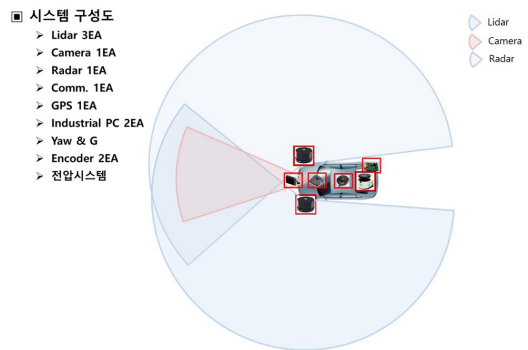 ▣ 시스템 구성도
➢ Lidar 3EA
➢ Camera 1EA
➢ Radar 1EA
➢ Comm. 1EA
➢ GPS 1EA
➢ Industrial PC 2EA
➢ Yaw & G
➢ Encoder 2EA
➢ 전압시스템
Lidar
Camera
Radar